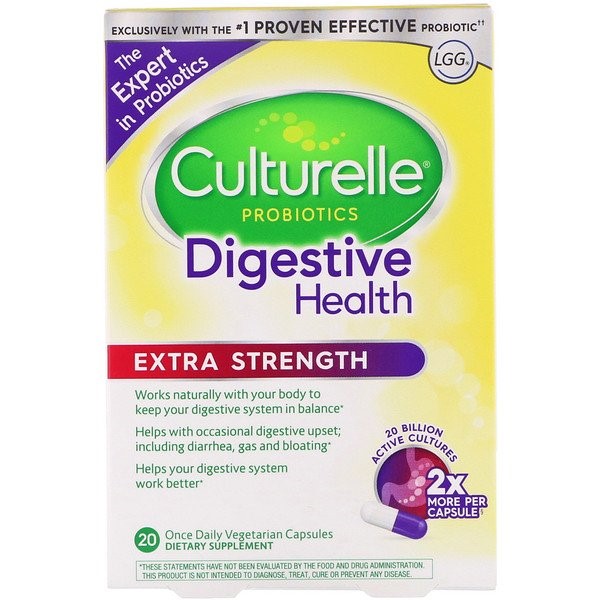 EXCLUSIVELY WITH THE #1 PROVEN EFFECTIVE PROBIOTIC††
LGG®
The
Expert
in Probiotics
Culturelle®
PROBIOTICS
Digestive
Health
EXTRA STRENGTH
Works naturally with your body to
keep your digestive system in balance*
Helps with occasional digestive upset;
including diarrhea, gas and bloating*
Helps your digestive system
work better*
20 BILLION
ACTIVE CULTURES
2X
MORE PER
CAPSULE§
20 Once Daily Vegetarian Capsules
DIETARY SUPPLEMENT
*THESE STATEMENTS HAVE NOT BEEN EVALUATED BY THE FOOD AND DRUG ADMINISTRATION.
THIS PRODUCT IS NOT INTENDED TO DIAGNOSE, TREAT, CURE OR PREVENT ANY DISEASE.